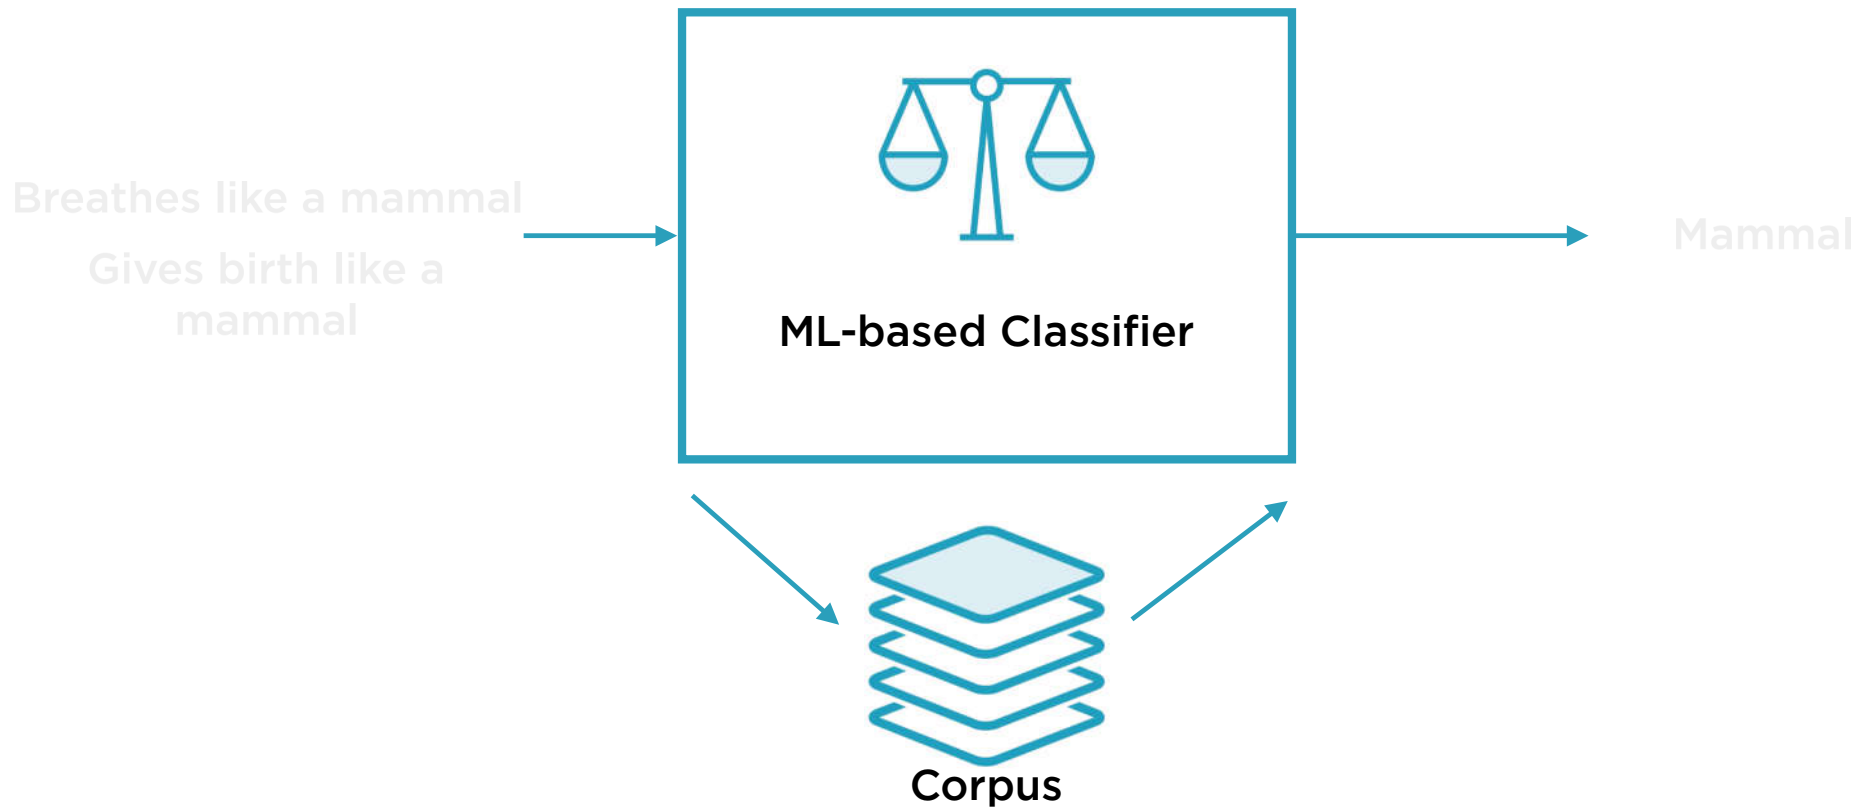 Breathes like a mammal
Gives birth like a
mammal
ML-based Classifier
Mammal
Corpus